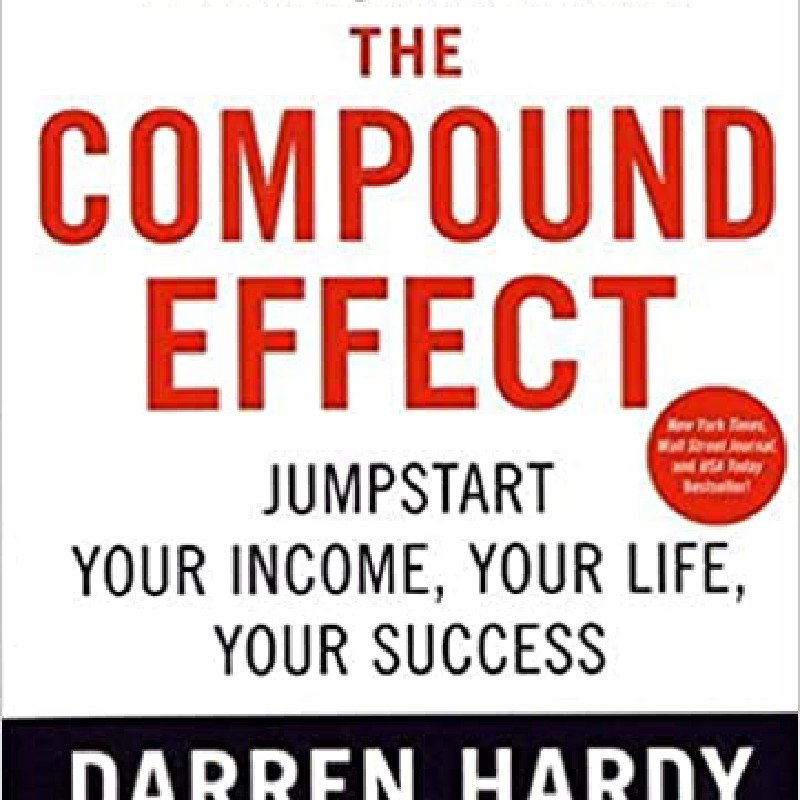 THE
COMPOUND
EFFECT
New York Times,
Wall Street Journal,
and USA Today
Bestseller!
JUMPSTART
YOUR INCOME, YOUR LIFE,
YOUR SUCCESS
DARREN HARDY